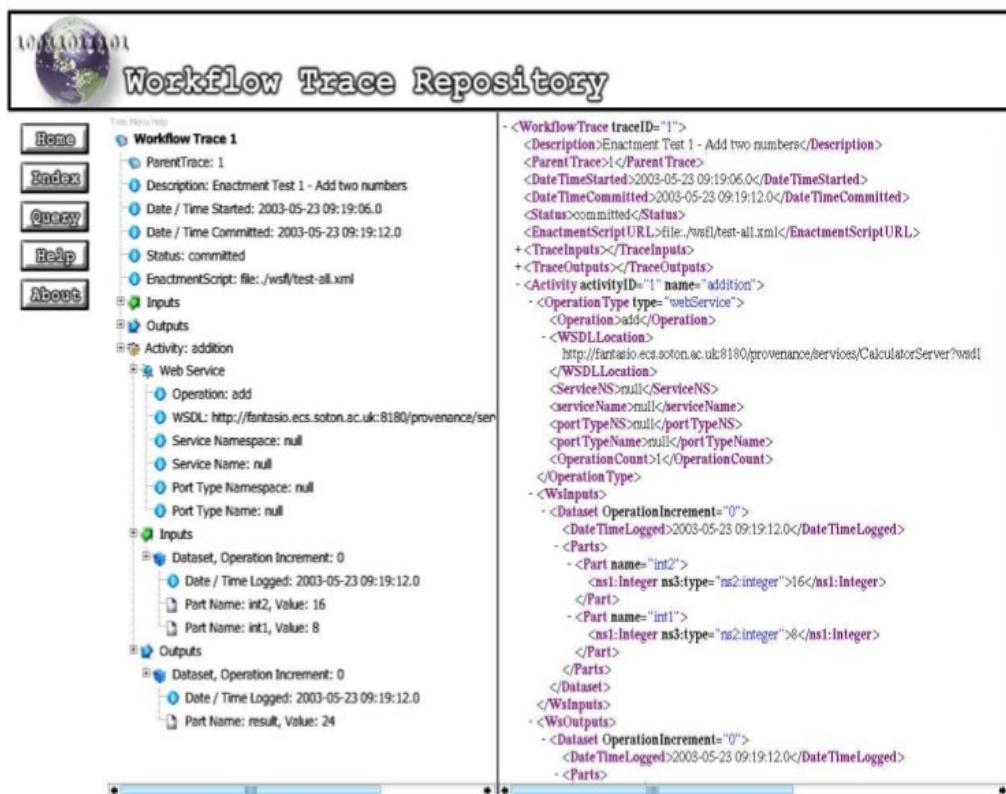 10011011101
Workflow Trace Repository
Home
Index
Query
Help
About
Tree Menu Help
Workflow Trace 1
ParentTrace: 1
Description: Enactment Test 1 - Add two numbers
Date / Time Started: 2003-05-23 09:19:06.0
Date / Time Committed: 2003-05-23 09:19:12.0
Status: committed
EnactmentScript: file:./wsfl/test-all.xml
Inputs
Outputs
Activity: addition
Web Service
Operation: add
WSDL: http://fantasio.ecs.soton.ac.uk:8180/provenance/ser
Service Namespace: null
Service Name: null
Port Type Namespace: null
Port Type Name: null
Inputs
Dataset, Operation Increment: 0
Date / Time Logged: 2003-05-23 09:19:12.0
Part Name: int2, Value: 16
Part Name: int1, Value: 8
Outputs
Dataset, Operation Increment: 0
Date / Time Logged: 2003-05-23 09:19:12.0
Part Name: result, Value: 24
- <WorkflowTrace traceID="1">
<Description>Enactment Test 1 - Add two numbers</Description>
<ParentTrace>1</ParentTrace>
<DateTimeStarted>2003-05-23 09:19:06.0</DateTimeStarted>
<DateTimeCommitted>2003-05-23 09:19:12.0</DateTimeCommitted>
<Status>committed</Status>
<EnactmentScriptURL>file:./wsfl/test-all.xml</EnactmentScriptURL>
+<TraceInputs></TraceInputs>
+<TraceOutputs></TraceOutputs>
- <Activity activityID="1" name="addition">
- <OperationType type="webService">
<Operation>add</Operation>
- <WSDLLocation>
http://fantasio.ecs.soton.ac.uk:8180/provenance/services/CalculatorServer?wsdl
</WSDLLocation>
<ServiceNS>null</ServiceNS>
<serviceName>null</serviceName>
<portTypeNS>null</portTypeNS>
<portTypeName>null</portTypeName>
<OperationCount>1</OperationCount>
</OperationType>
- <WsInputs>
- <Dataset OperationIncrement="0">
<DateTimeLogged>2003-05-23 09:19:12.0</DateTimeLogged>
- <Parts>
- <Part name="int2">
<ns1:Integer ns3:type="ns2:integer">16</ns1:Integer>
</Part>
- <Part name="int1">
<ns1:Integer ns3:type="ns2:integer">8</ns1:Integer>
</Part>
</Parts>
</Dataset>
</WsInputs>
- <WsOutputs>
- <Dataset OperationIncrement="0">
<DateTimeLogged>2003-05-23 09:19:12.0</DateTimeLogged>
- <Parts>